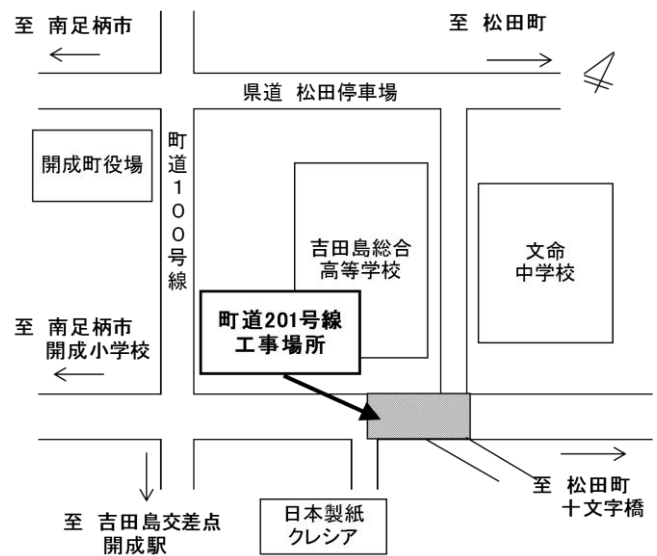 至 南足柄市
至 松田町
県道 松田停車場
開成町役場
町道100号線
吉田島総合
高等学校
文命
中学校
町道201号線
工事場所
至 南足柄市
開成小学校
至 松田町
十文字橋
至 吉田島交差点
開成駅
日本製紙
クレシア